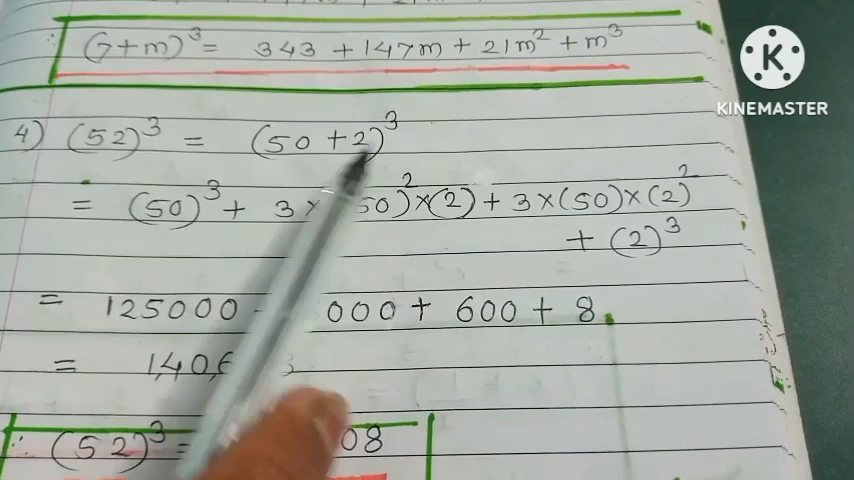 ∴ (7+m)³ = 343 + 147m + 21m² + m³
K
KINEMASTER
4) (52)³ = (50 + 2)³
= (50)³ + 3 × 50)² × (2) + 3 × (50) × (2)²
+ (2)³
= 125000 000 + 600 + 8.
= 1,40,6
∴ (52)³ = 08